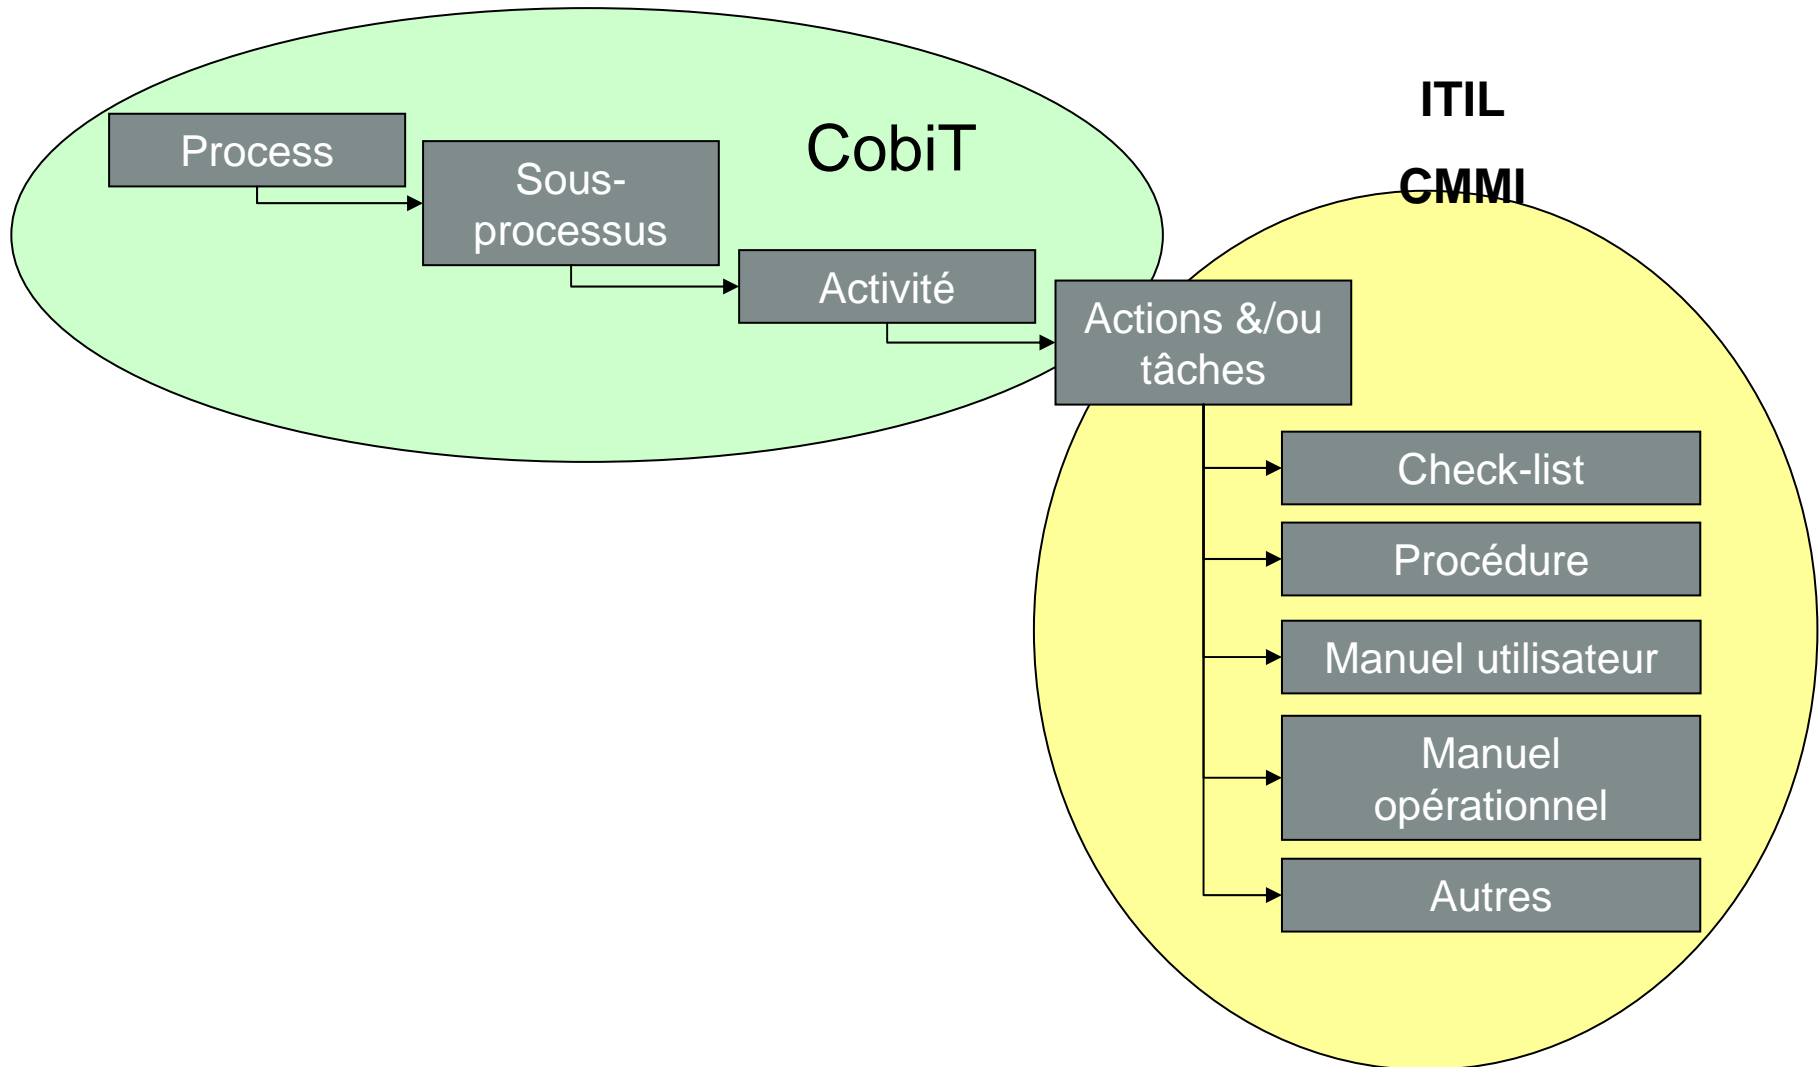 ITIL
CobiT
Process
CMMI
Sous-
processus
Activité
Actions &/ou
tâches
Check-list
Procédure
Manuel utilisateur
Manuel
opérationnel
Autres